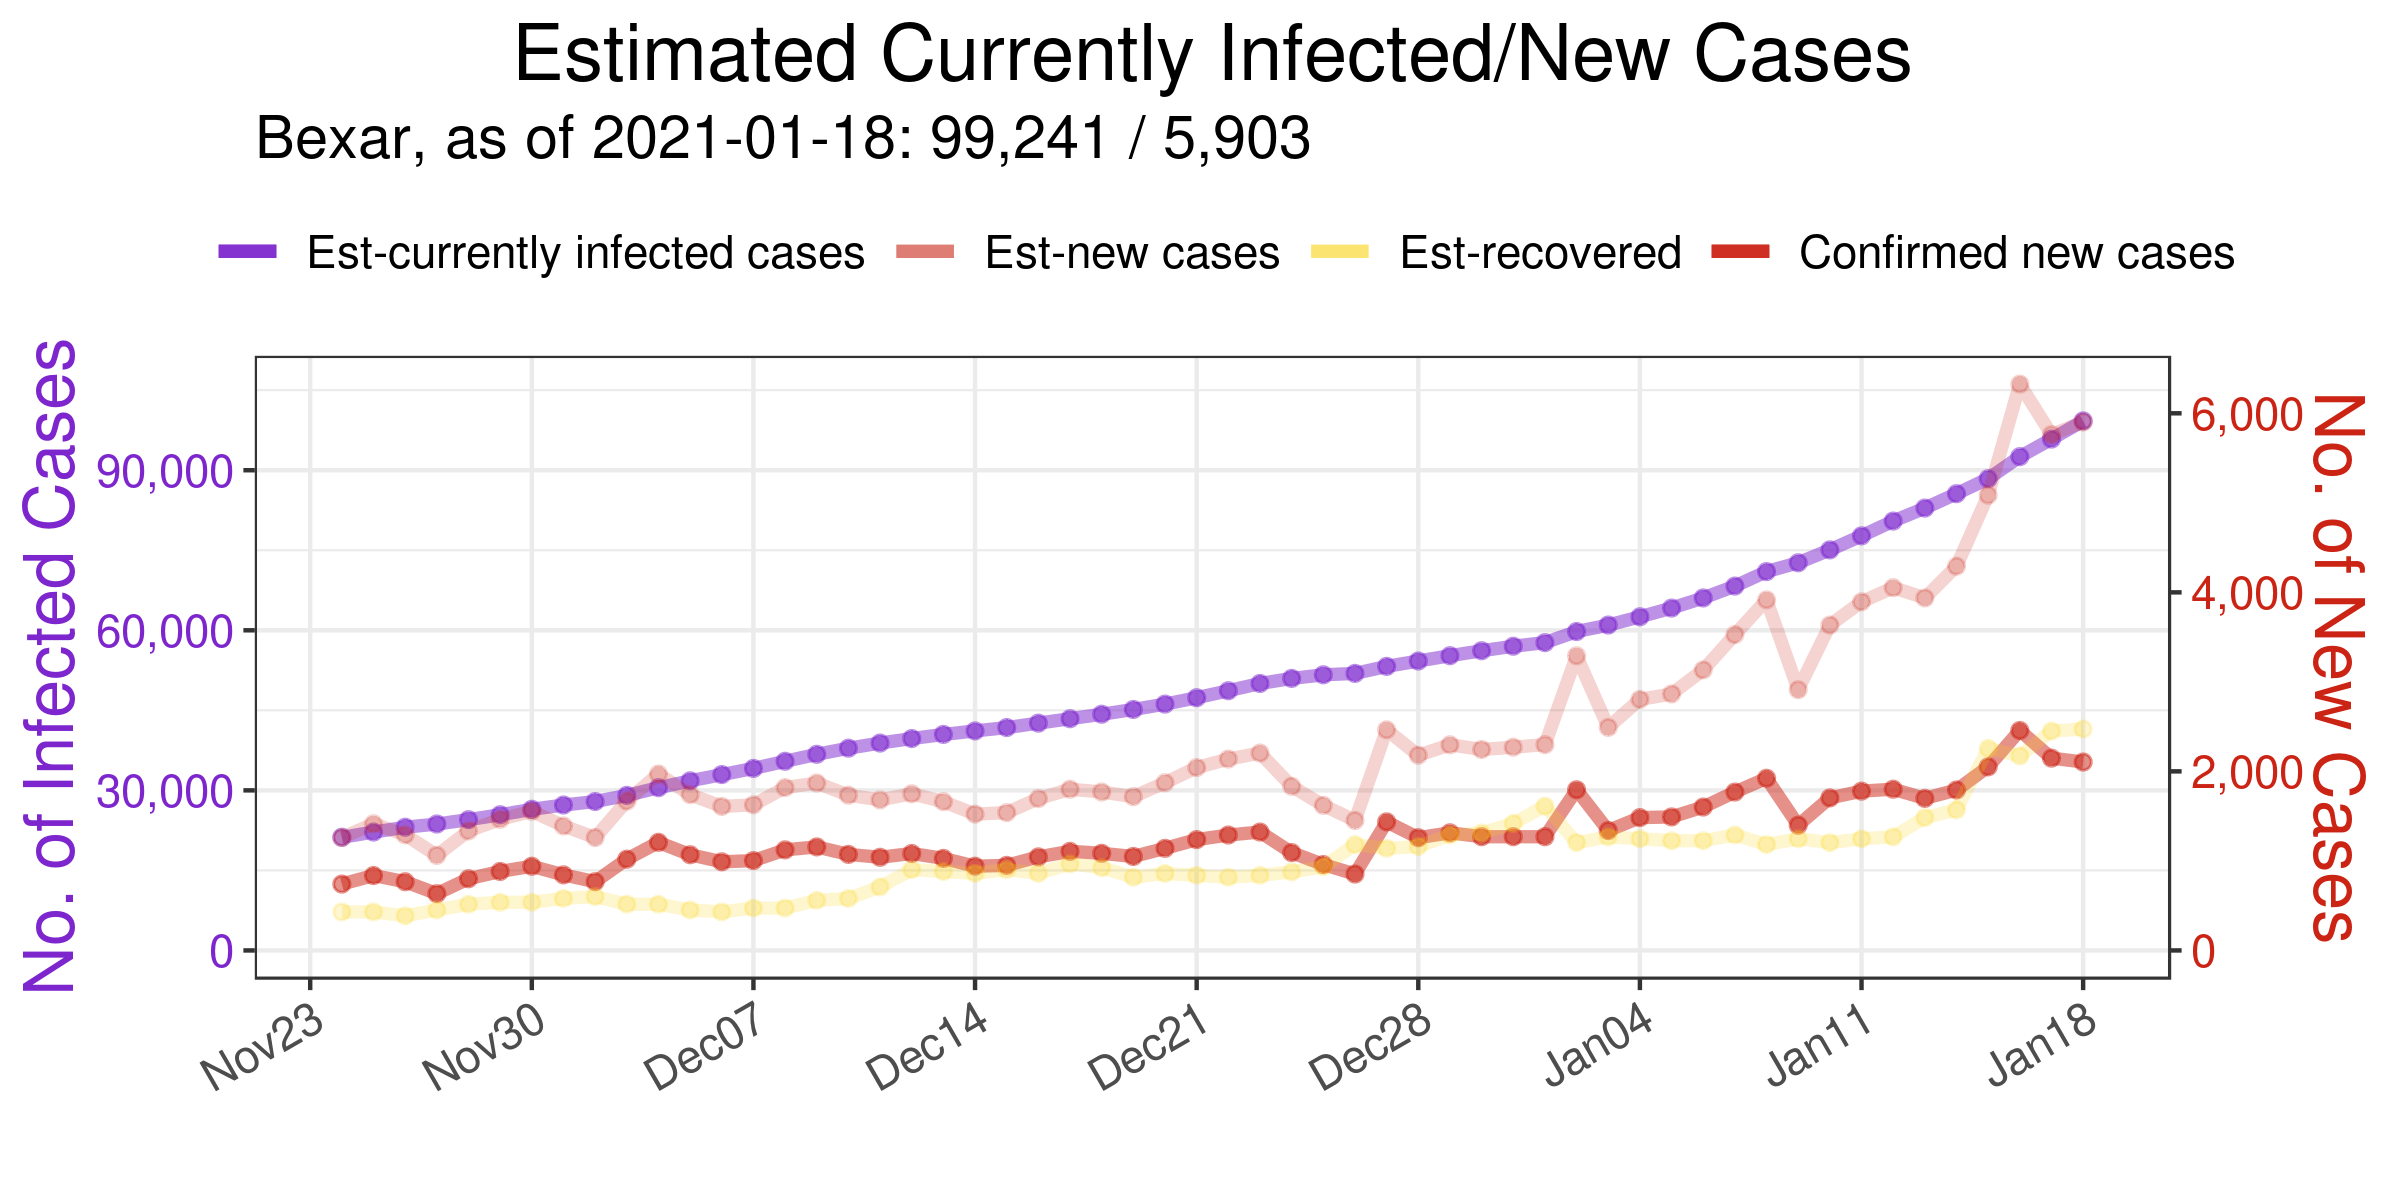 Estimated Currently Infected/New Cases
Bexar, as of 2021-01-18: 99,241 / 5,903
Est-currently infected cases
Est-new cases
Est-recovered
Confirmed new cases
No. of Infected Cases
90,000
60,000
30,000
0
6,000
4,000
2,000
0
No. of New Cases
Nov23
Nov30
Dec07
Dec14
Dec21
Dec28
Jan04
Jan11
Jan18